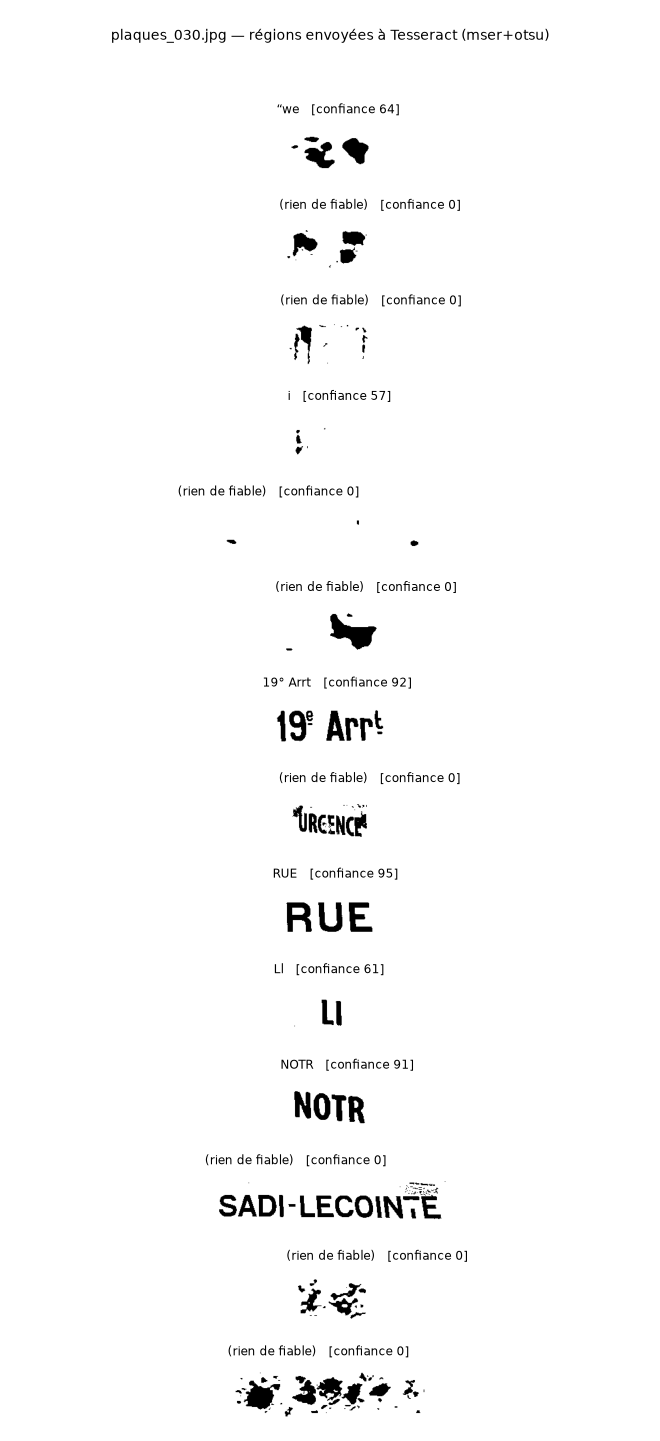 plaques_030.jpg — régions envoyées à Tesseract (mser+otsu)
“we [confiance 64]
(rien de fiable) [confiance 0]
(rien de fiable) [confiance 0]
i [confiance 57]
(rien de fiable) [confiance 0]
(rien de fiable) [confiance 0]
19° Arrt [confiance 92]
19e Arrt
(rien de fiable) [confiance 0]
URGENCE
RUE [confiance 95]
RUE
Ll [confiance 61]
LI
NOTR [confiance 91]
NOTR
(rien de fiable) [confiance 0]
SADI-LECOINTE
(rien de fiable) [confiance 0]
(rien de fiable) [confiance 0]